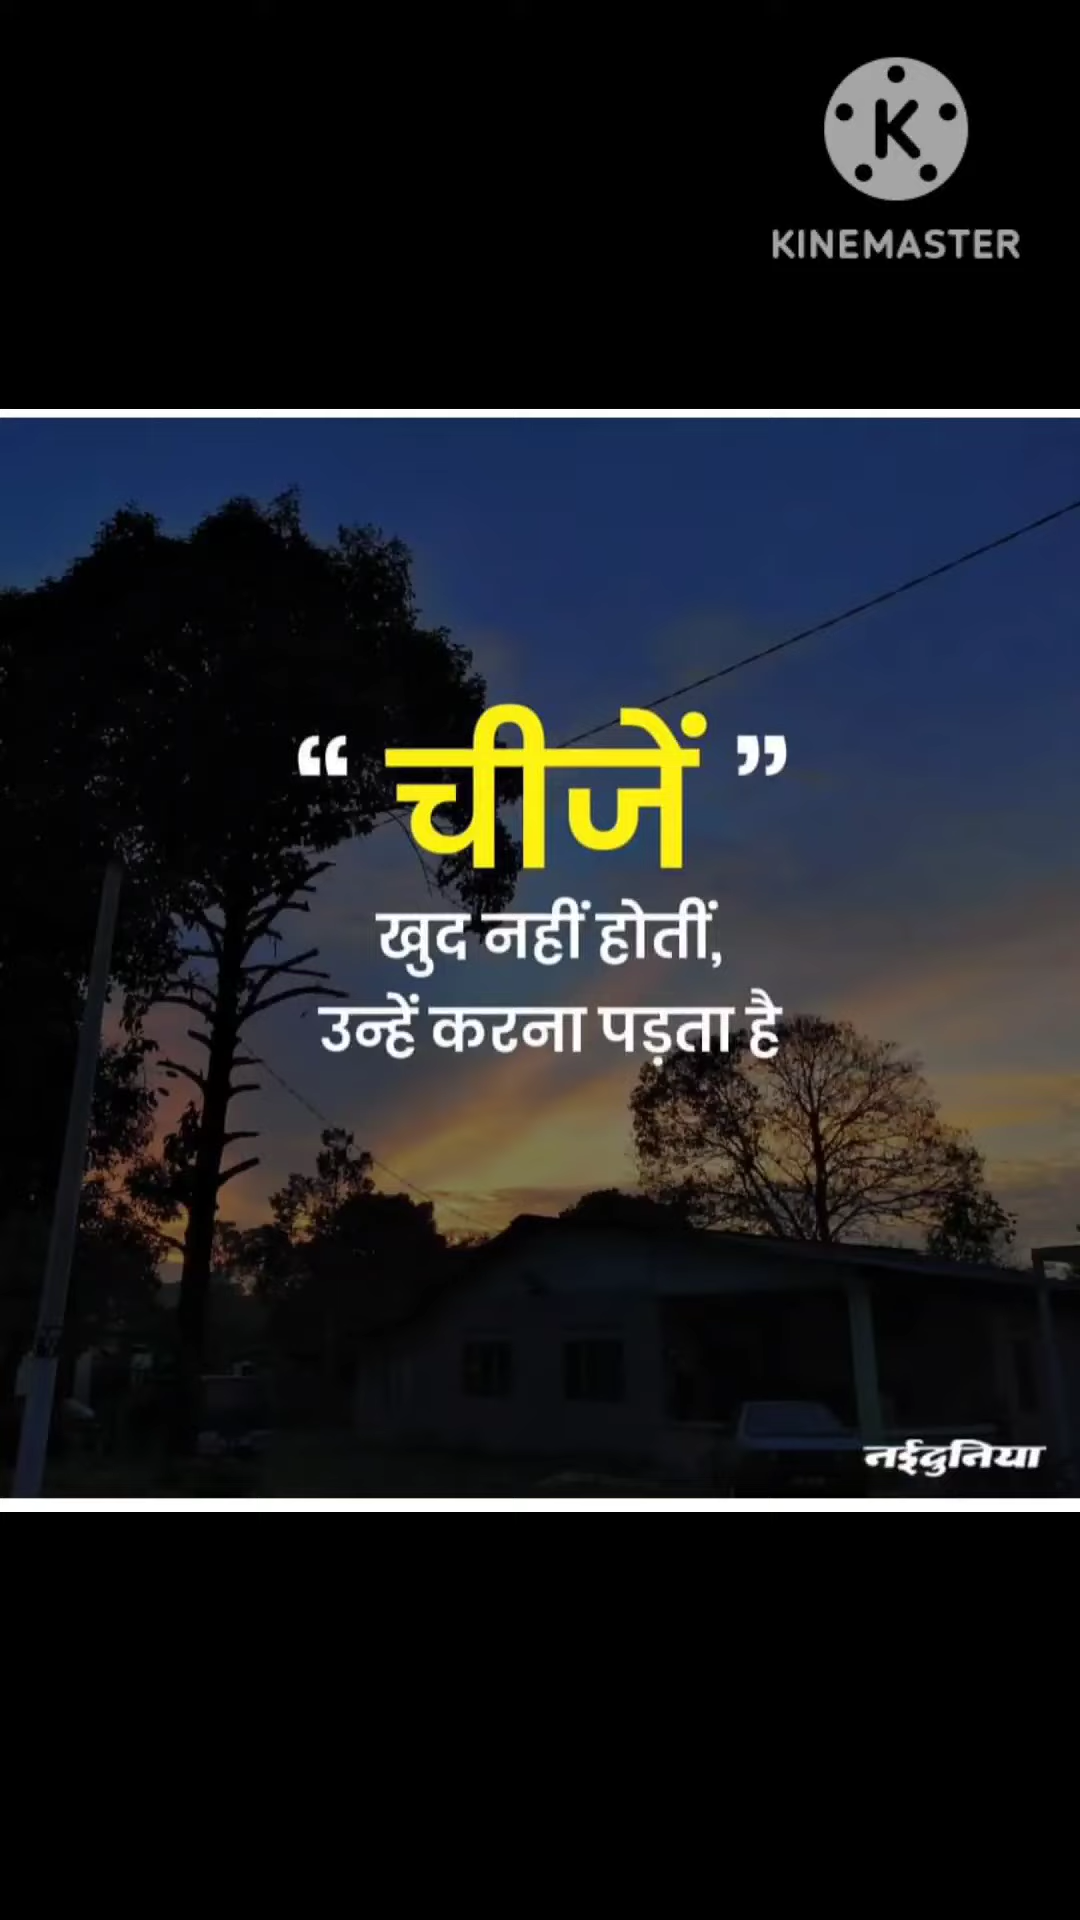 KINEMASTER
“ चीजें ”
खुद नहीं होतीं,
उन्हें करना पड़ता है
नईदुनिया